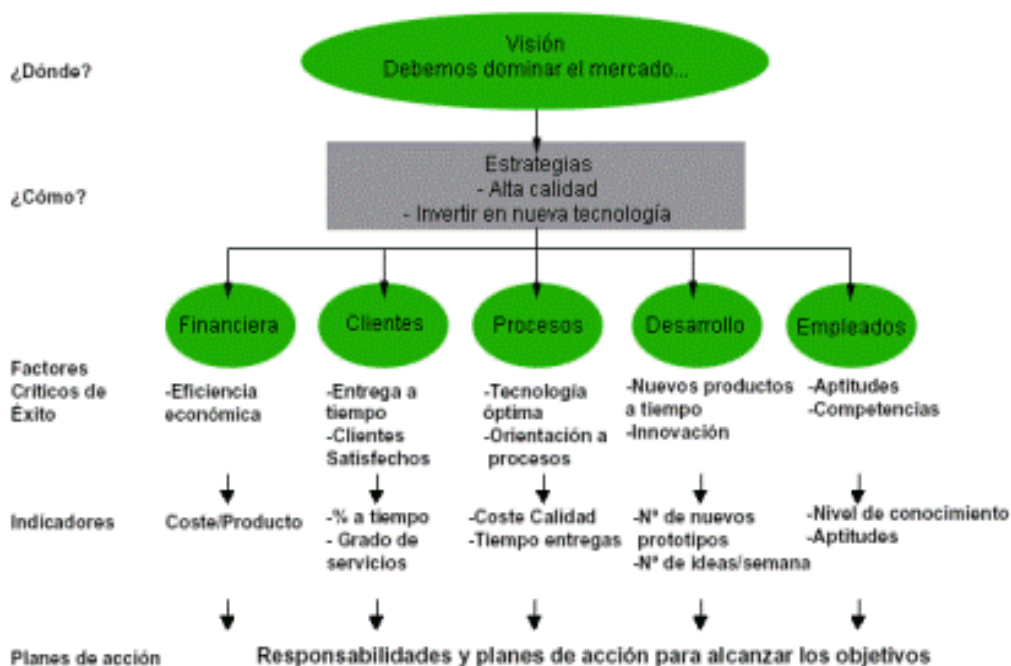 ¿Dónde?
Visión
Debemos dominar el mercado...
¿Cómo?
Estrategias
- Alta calidad
- Invertir en nueva tecnología
Financiera
Clientes
Procesos
Desarrollo
Empleados
Factores
Críticos de
Éxito
-Eficiencia
económica
-Entrega a
tiempo
-Clientes
Satisfechos
-Tecnología
óptima
-Orientación a
procesos
-Nuevos productos
a tiempo
-Innovación
-Aptitudes
-Competencias
Indicadores
Coste/Producto
-% a tiempo
- Grado de
servicios
-Coste Calidad
-Tiempo entregas
-Nº de nuevos
prototipos
-Nº de ideas/semana
-Nivel de conocimiento
-Aptitudes
Planes de acción
Responsabilidades y planes de acción para alcanzar los objetivos